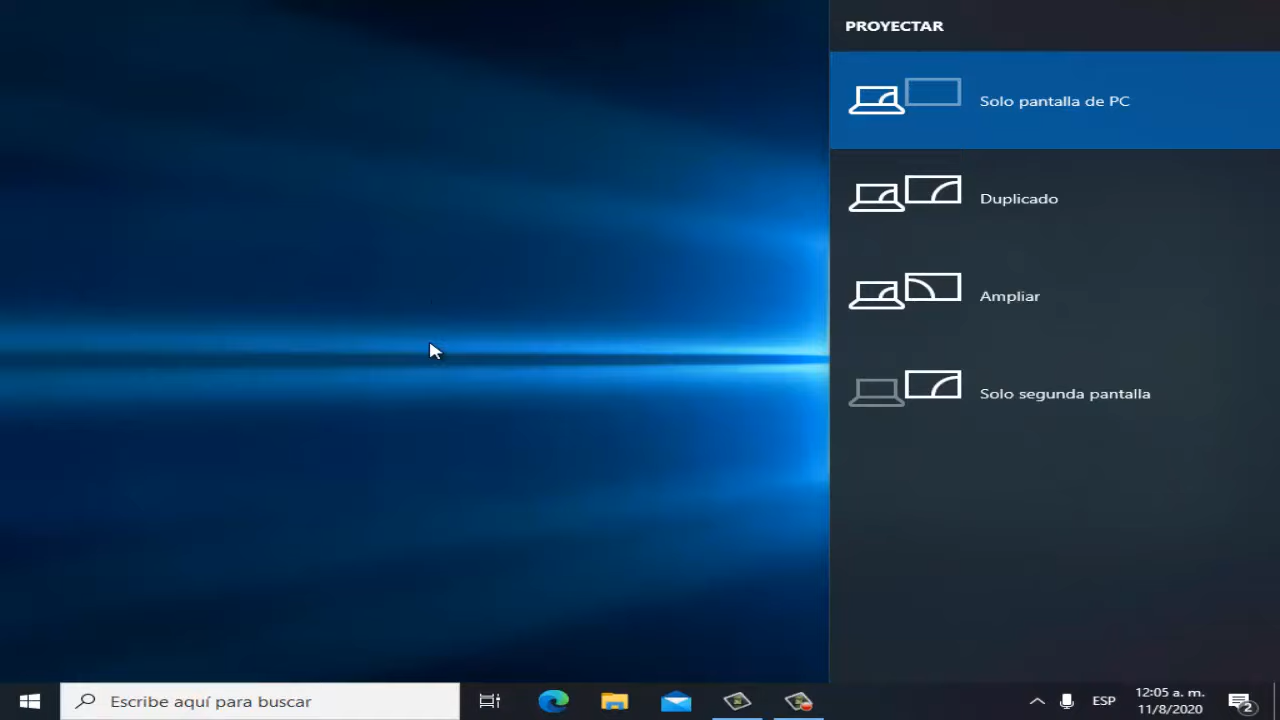 PROYECTAR
Solo pantalla de PC
Duplicado
Ampliar
Solo segunda pantalla
Escribe aquí para buscar
ESP
12:05 a. m.
11/8/2020
2